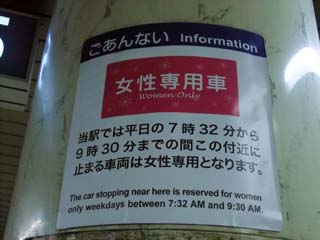 ごあんない Information
女性専用車
Women Only
当駅では平日の7時32分から
9時30分までの間この付近に
止まる車両は女性専用となります。
The car stopping near here is reserved for women
only weekdays between 7:32 AM and 9:30 AM.
5